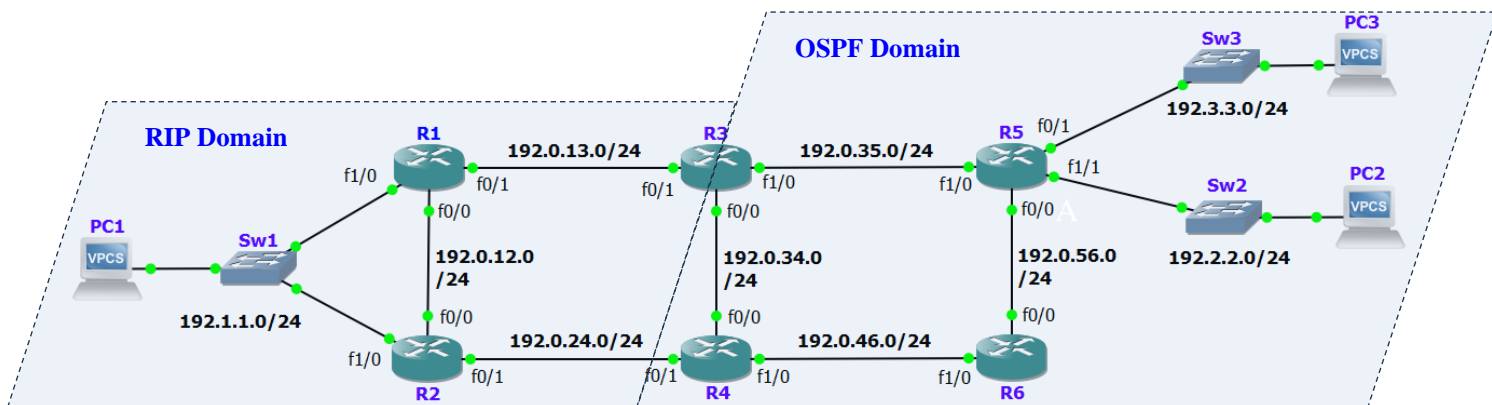 OSPF Domain
PC3
Sw3
VPCS
192.3.3.0/24
RIP Domain
R1
192.0.13.0/24
R3
192.0.35.0/24
R5
f0/1
f1/1
f1/0
f0/1
f0/1
f1/0
f1/0
Sw2
PC2
VPCS
f0/0
f0/0
f0/0
A
PC1
Sw1
VPCS
192.0.12.0
/24
192.0.34.0
/24
192.0.56.0
/24
192.2.2.0/24
192.1.1.0/24
f0/0
f0/0
f0/0
192.0.24.0/24
192.0.46.0/24
f1/0
f0/1
f0/1
f1/0
f1/0
R2
R4
R6